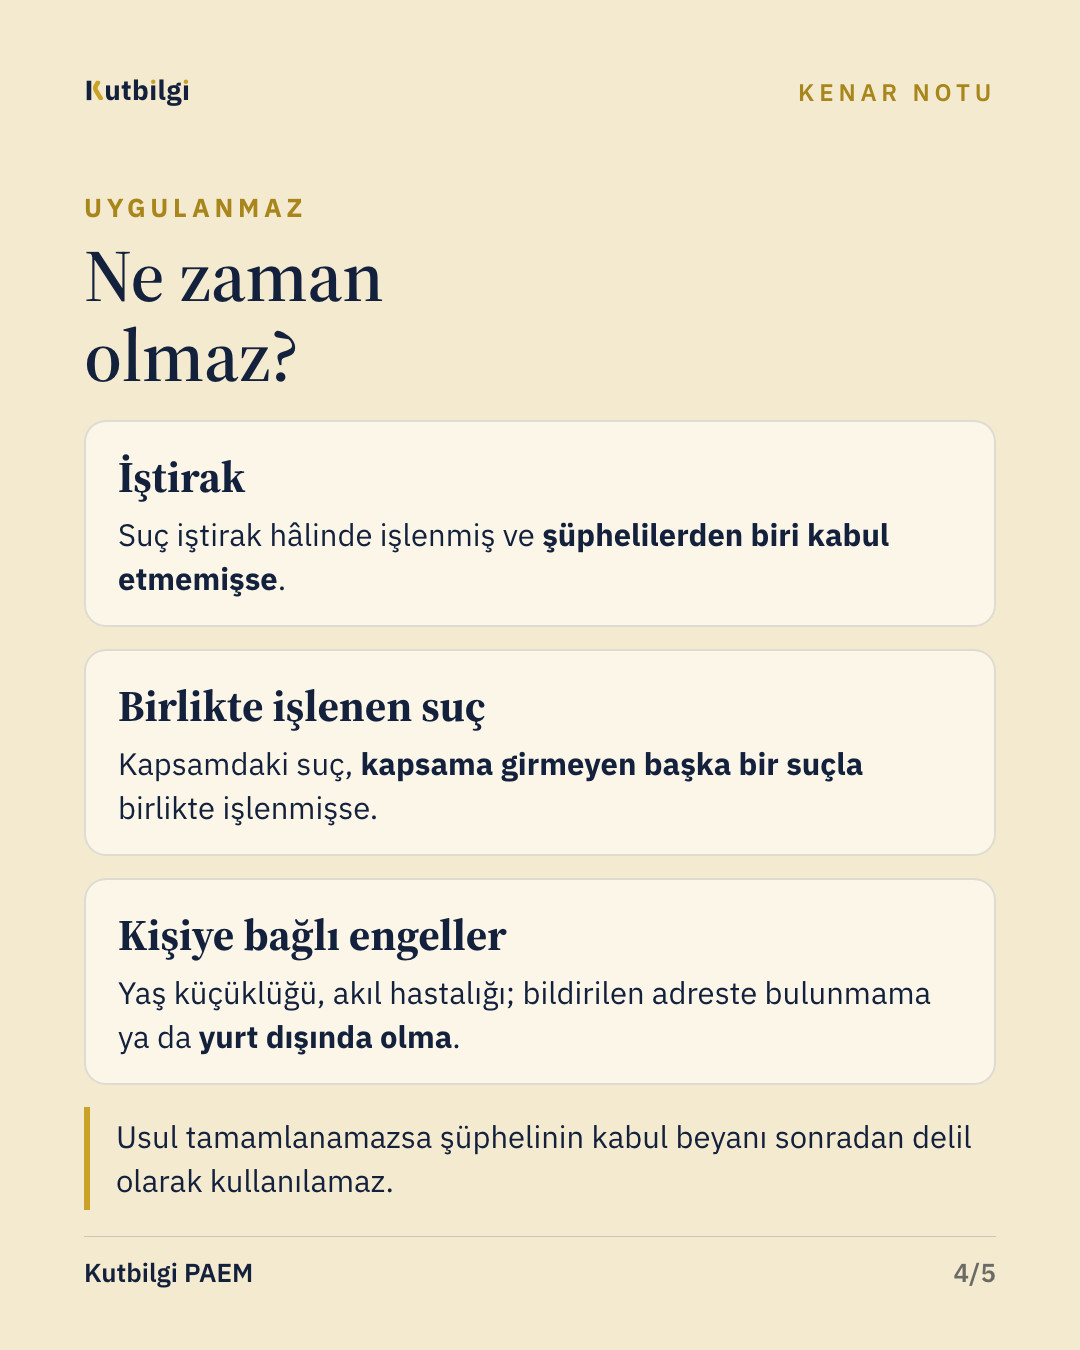 Kutbilgi
KENAR NOTU
UYGULANMAZ
Ne zaman
olmaz?
İştirak
Suç iştirak hâlinde işlenmiş ve şüphelilerden biri kabul
etmemişse.
Birlikte işlenen suç
Kapsamdaki suç, kapsama girmeyen başka bir suçla
birlikte işlenmişse.
Kişiye bağlı engeller
Yaş küçüklüğü, akıl hastalığı; bildirilen adreste bulunmama
ya da yurt dışında olma.
Usul tamamlanamazsa şüphelinin kabul beyanı sonradan delil
olarak kullanılamaz.
Kutbilgi PAEM
4/5